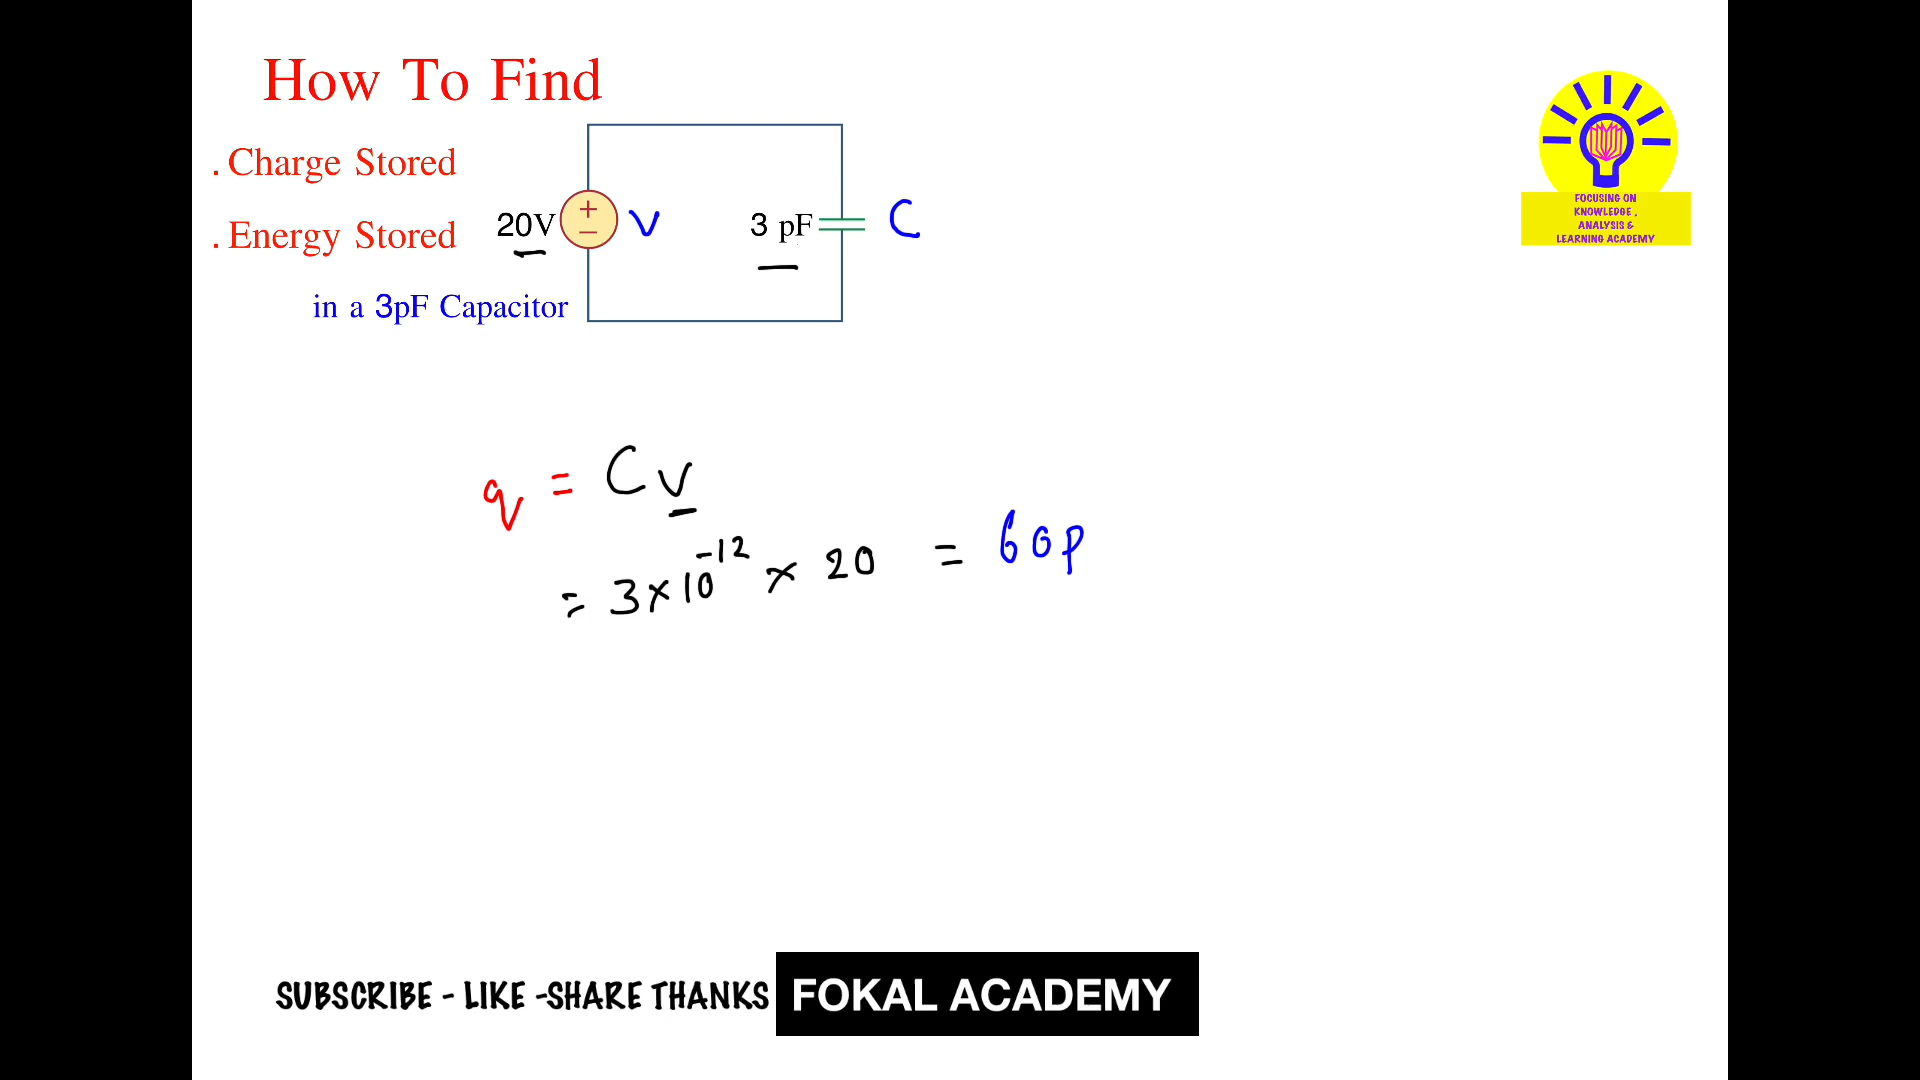 How To Find
. Charge Stored
. Energy Stored
in a 3pF Capacitor
20V
+
−
V
3 pF
C
FOCUSING ON
KNOWLEDGE ,
ANALYSIS &
LEARNING ACADEMY
q = Cv
= 3 × 10⁻¹² × 20 = 60p
SUBSCRIBE - LIKE -SHARE THANKS
FOKAL ACADEMY